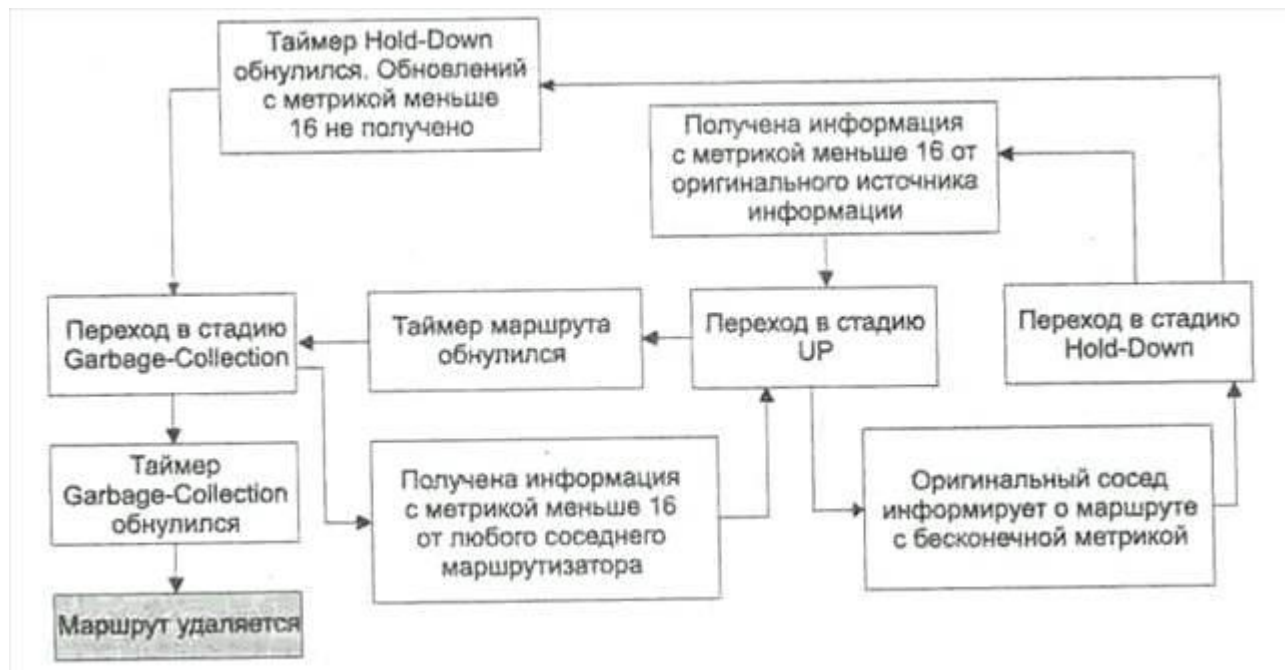 Таймер Hold-Down
обнулился. Обновлений
с метрикой меньше
16 не получено
Получена информация
с метрикой меньше 16 от
оригинального источника
информации
Переход в стадию
Garbage-Collection
Таймер маршрута
обнулился
Переход в стадию
UP
Переход в стадию
Hold-Down
Таймер
Garbage-Collection
обнулился
Получена информация
с метрикой меньше 16
от любого соседнего
маршрутизатора
Оригинальный сосед
информирует о маршруте
с бесконечной метрикой
Маршрут удаляется